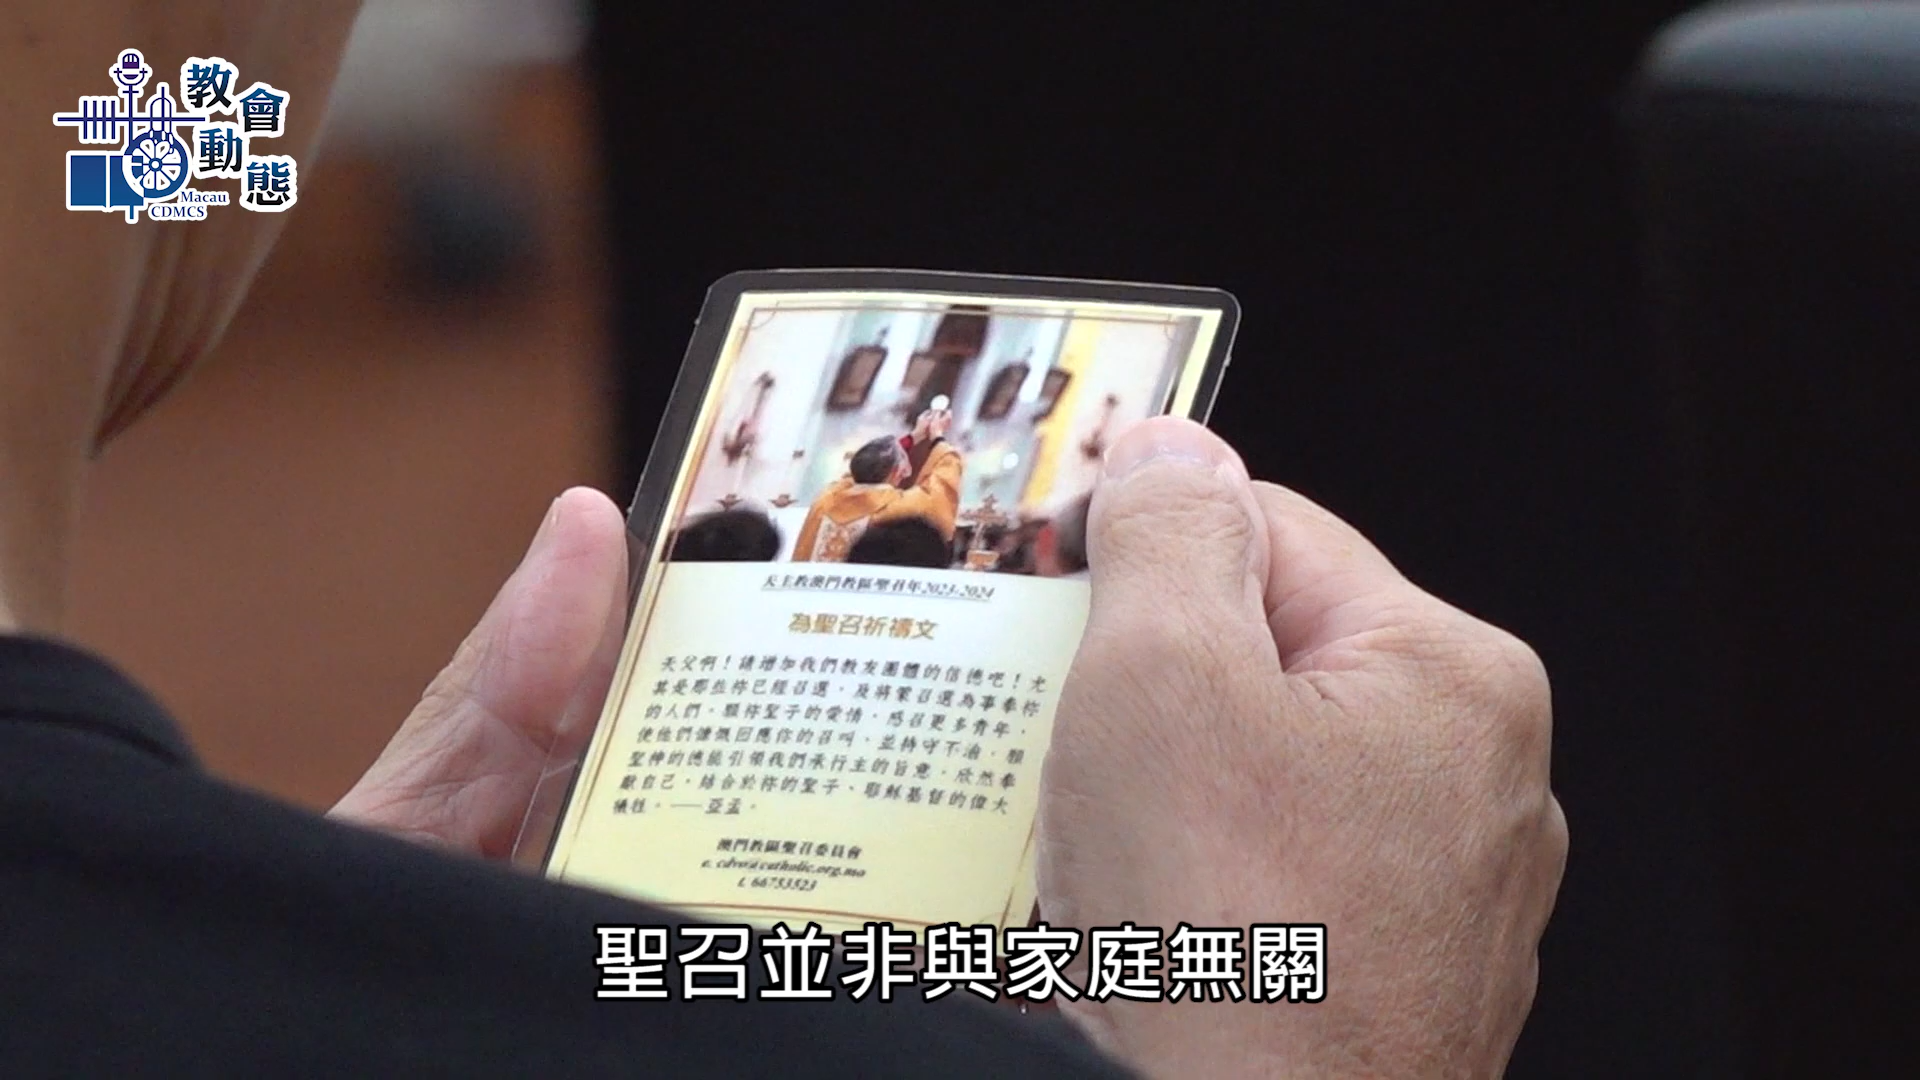 教會動態
Macau
CDMCS
天主教澳門教區聖召年2023-2024
為聖召祈禱文
天父啊！請增加我們教友團體的信德吧！尤
其是那些祢已經召選，及將蒙召選為事奉祢
的人們。願祢聖子的愛情，感召更多青年，
使他們慷慨回應你的召叫，並持守不渝。願
聖神的德能引領我們承行主的旨意，欣然奉
獻自己，結合於祢的聖子、耶穌基督的偉大
犧牲。——亞孟。
澳門教區聖召委員會
e. cdvo@catholic.org.mo
t. 66753523
聖召並非與家庭無關